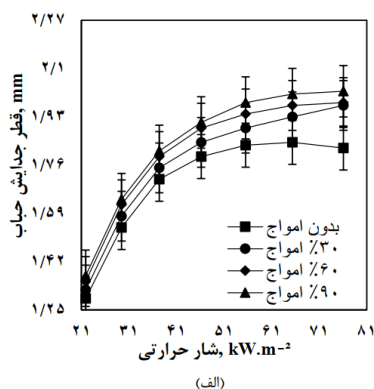 قطر جدایش حباب, mm
۲/۲۷
۲/۱
۱/۹۳
۱/۷۶
۱/۵۹
۱/۴۲
۱/۲۵
بدون امواج
٪۳۰ امواج
٪۶۰ امواج
٪۹۰ امواج
۲۱ ۳۱ ۴۱ ۵۱ ۶۱ ۷۱ ۸۱
شار حرارتی, kW.m-²
(الف)